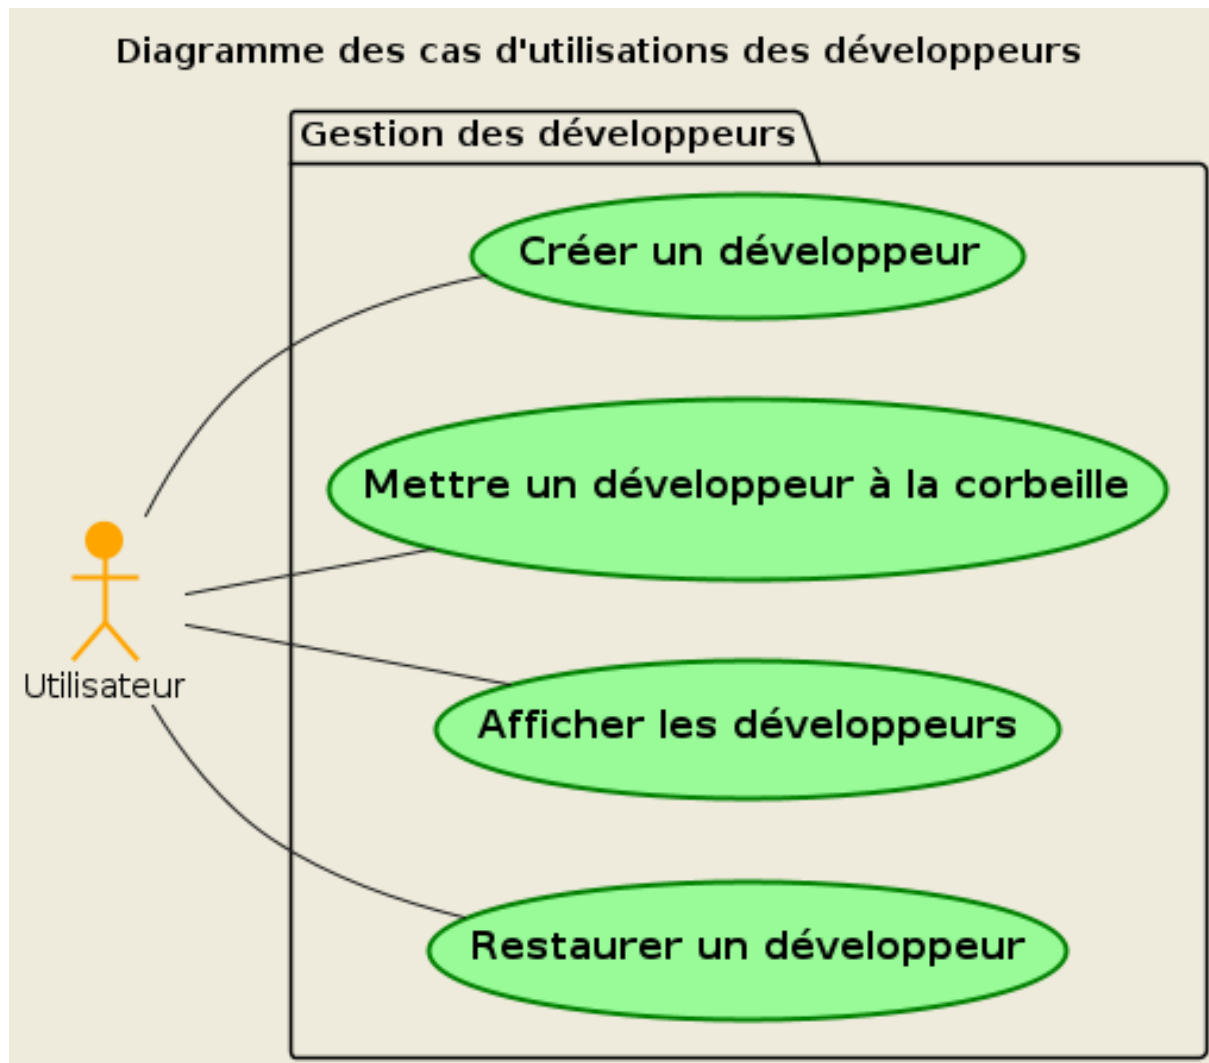 Diagramme des cas d'utilisations des développeurs
Gestion des développeurs
Créer un développeur
Mettre un développeur à la corbeille
Utilisateur
Afficher les développeurs
Restaurer un développeur